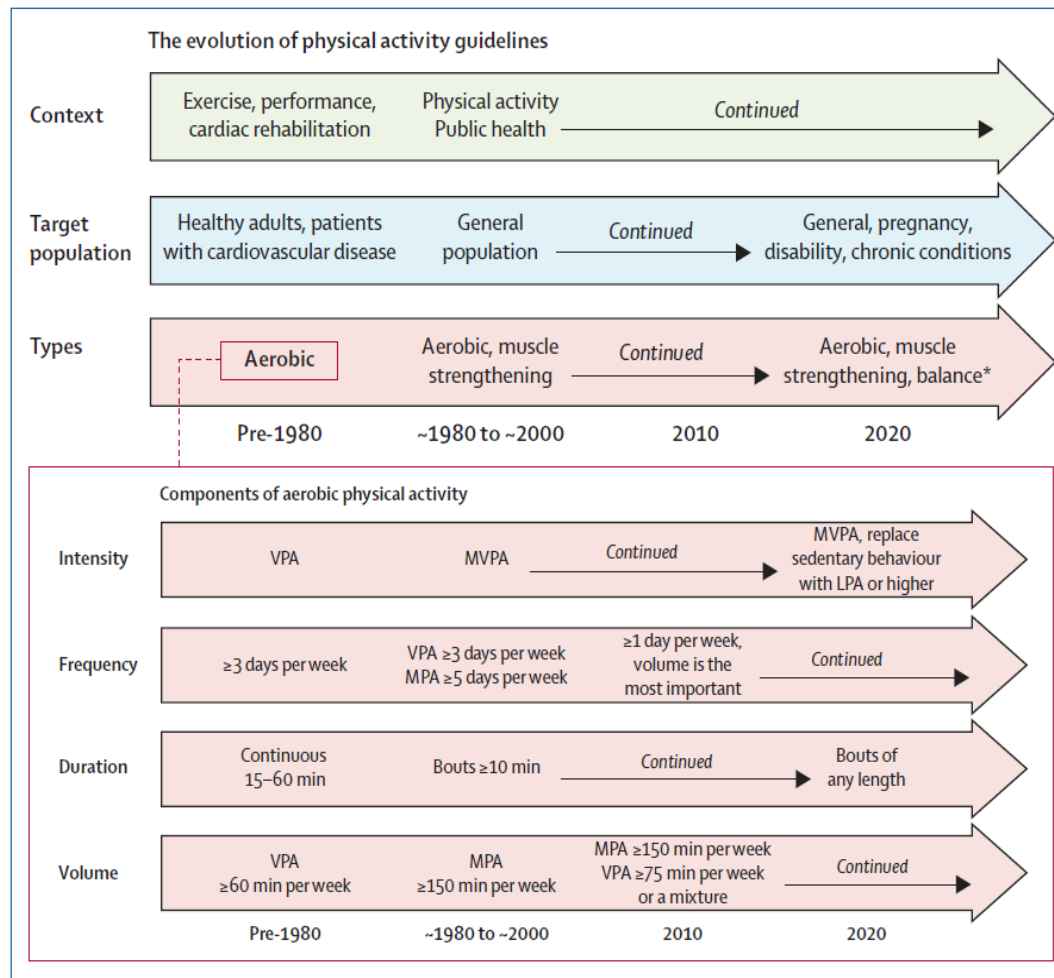 The evolution of physical activity guidelines
Context
Exercise, performance,
cardiac rehabilitation
Physical activity
Public health
Continued
Target
population
Healthy adults, patients
with cardiovascular disease
General
population
Continued
General, pregnancy,
disability, chronic conditions
Types
Aerobic
Aerobic, muscle
strengthening
Continued
Aerobic, muscle
strengthening, balance*
Pre-1980
~1980 to ~2000
2010
2020
Components of aerobic physical activity
Intensity
VPA
MVPA
Continued
MVPA, replace
sedentary behaviour
with LPA or higher
Frequency
≥3 days per week
VPA ≥3 days per week
MPA ≥5 days per week
≥1 day per week,
volume is the
most important
Continued
Duration
Continuous
15–60 min
Bouts ≥10 min
Continued
Bouts of
any length
Volume
VPA
≥60 min per week
MPA
≥150 min per week
MPA ≥150 min per week
VPA ≥75 min per week
or a mixture
Continued
Pre-1980
~1980 to ~2000
2010
2020